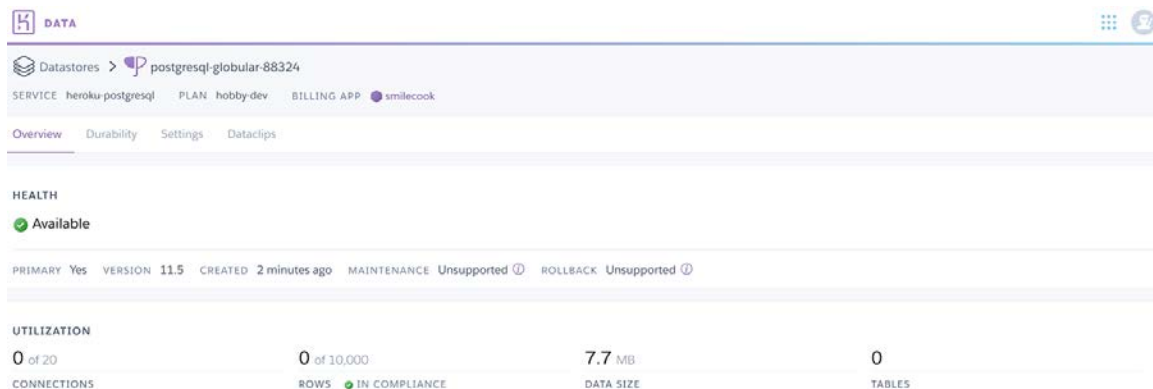 DATA
Datastores > postgresql-globular-88324
SERVICE heroku-postgresql PLAN hobby-dev BILLING APP smilecook
Overview Durability Settings Dataclips
HEALTH
Available
PRIMARY Yes VERSION 11.5 CREATED 2 minutes ago MAINTENANCE Unsupported ROLLBACK Unsupported
UTILIZATION
0 of 20 0 of 10,000 7.7 MB 0
CONNECTIONS ROWS IN COMPLIANCE DATA SIZE TABLES